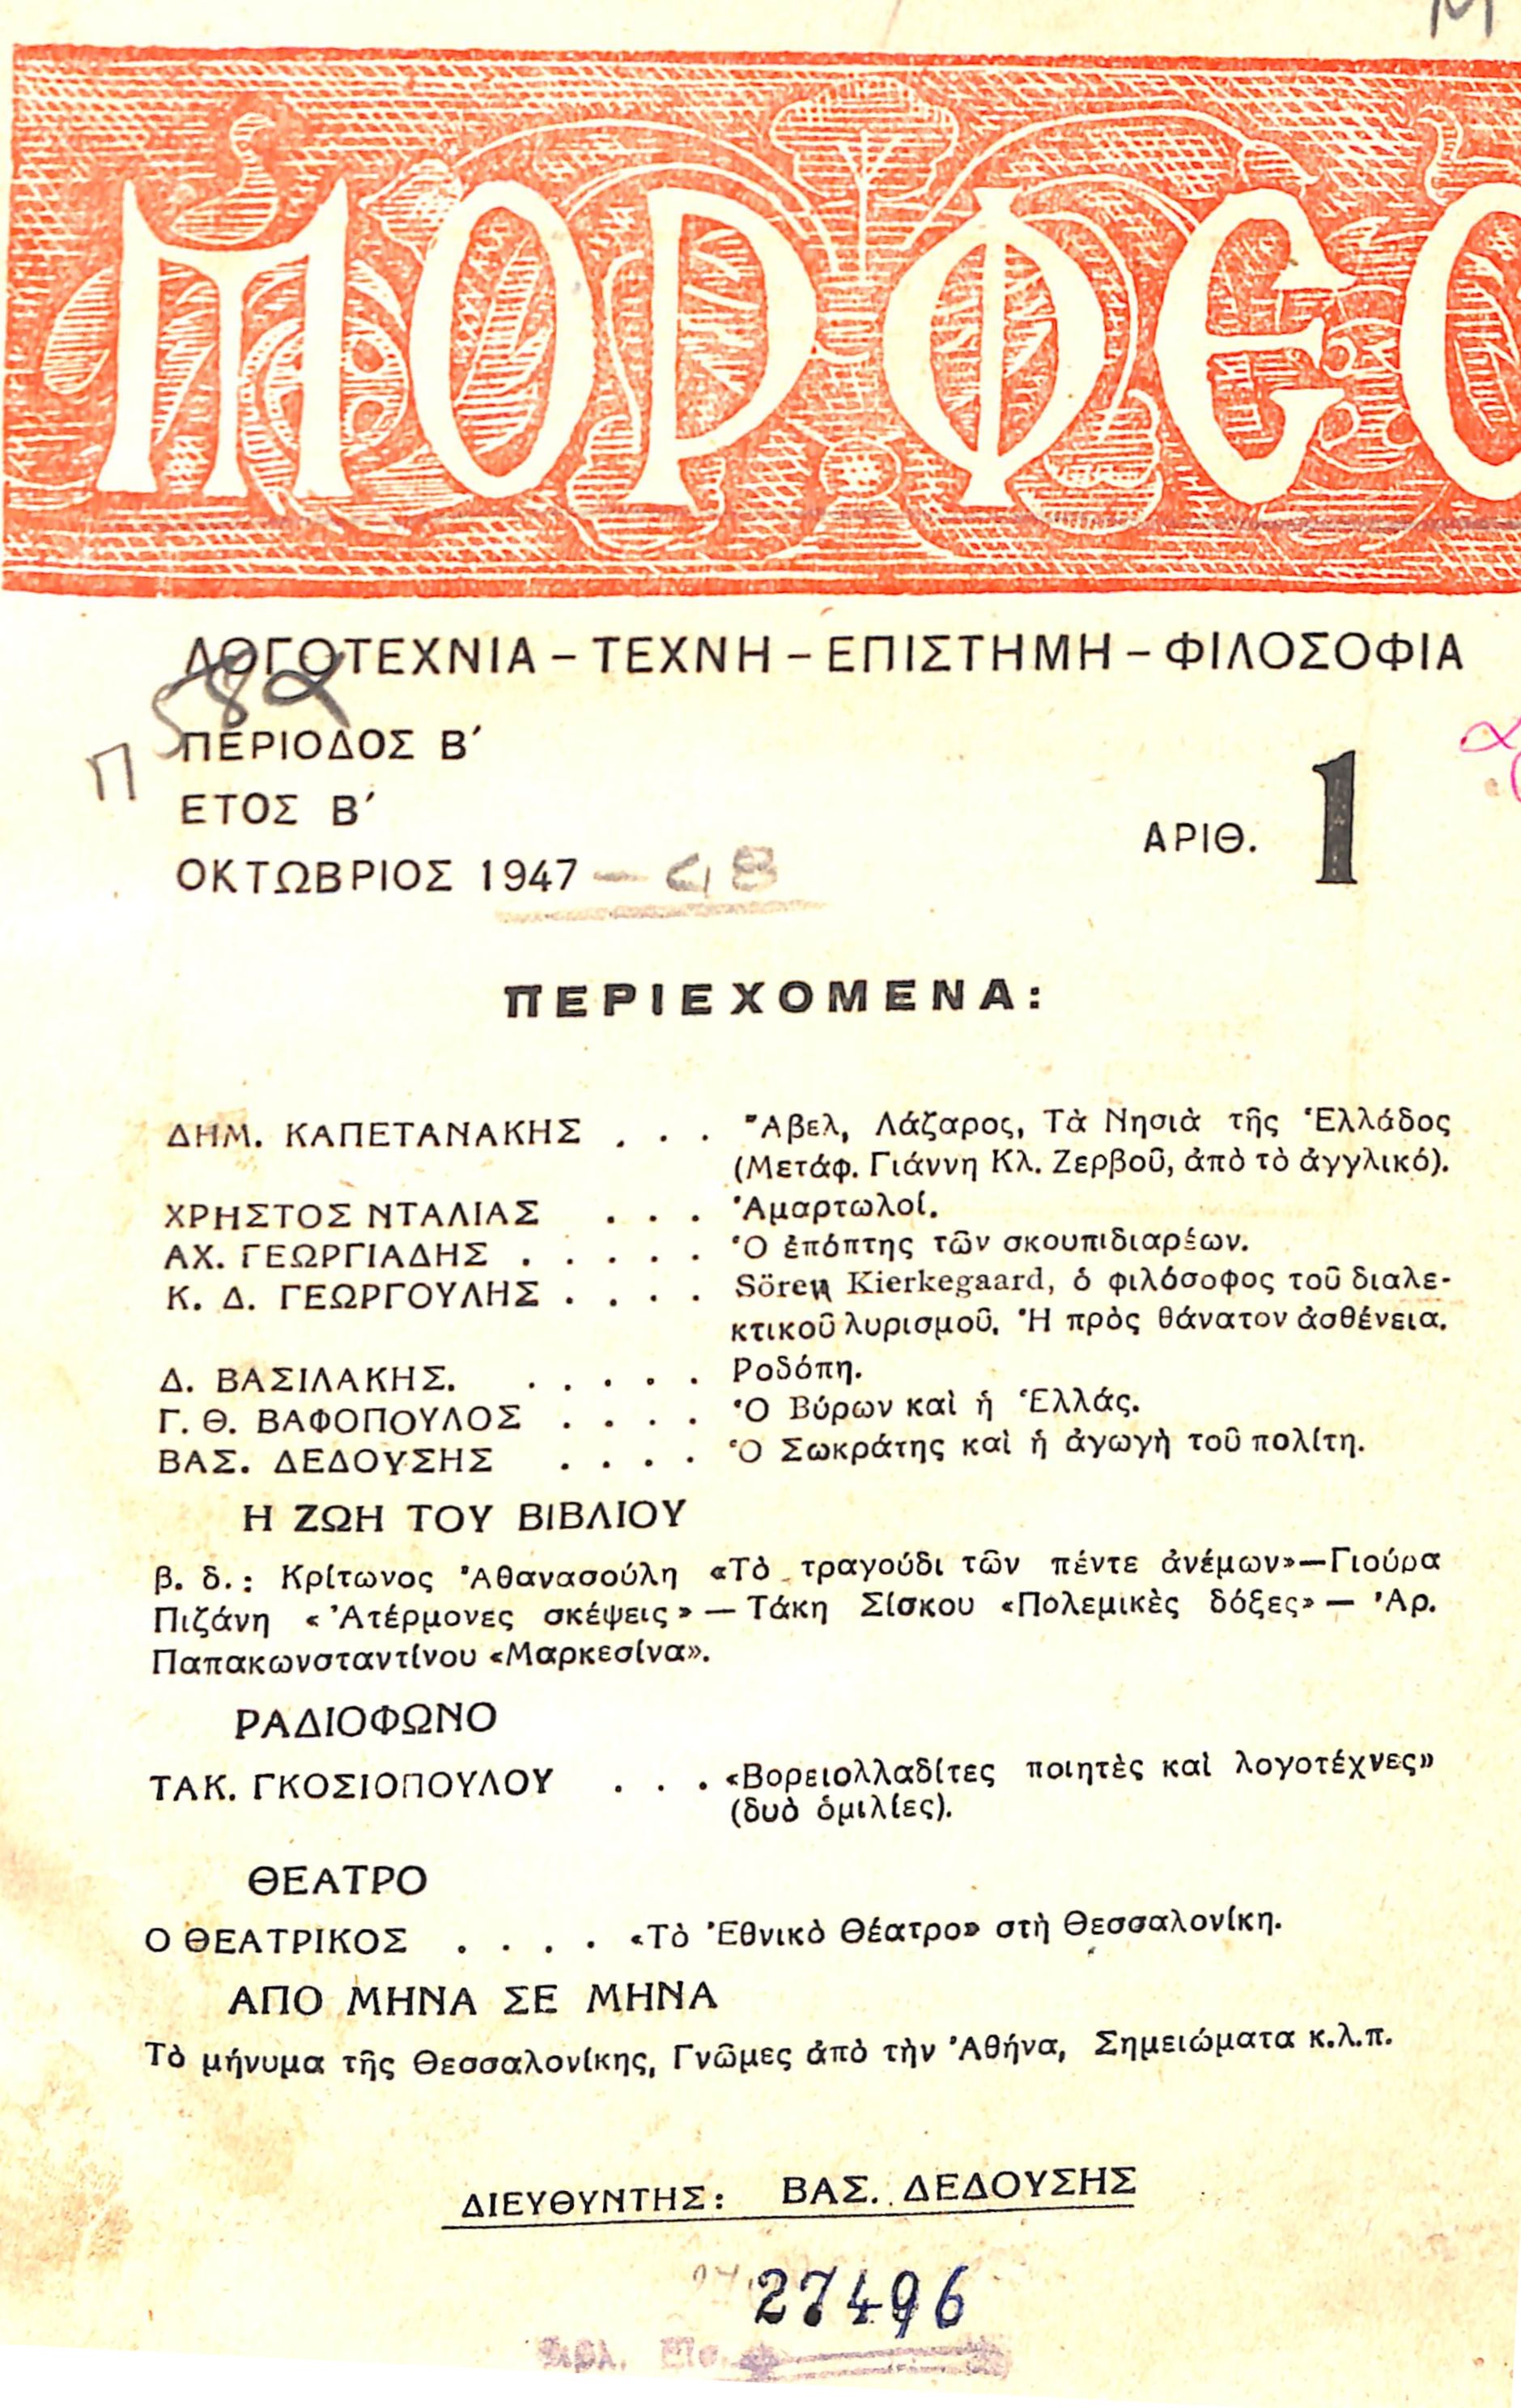 Μ
ΜΟΡΦΕΣ
ΛΟΓΟΤΕΧΝΙΑ – ΤΕΧΝΗ – ΕΠΙΣΤΗΜΗ – ΦΙΛΟΣΟΦΙΑ
Π 582
ΠΕΡΙΟΔΟΣ Β΄
ΕΤΟΣ Β΄
ΑΡΙΘ. 1
ΟΚΤΩΒΡΙΟΣ 1947 – 48
ΠΕΡΙΕΧΟΜΕΝΑ:
ΔΗΜ. ΚΑΠΕΤΑΝΑΚΗΣ . . . Ἄβελ, Λάζαρος, Τὰ Νησιὰ τῆς Ἑλλάδος
(Μετάφ. Γιάννη Κλ. Ζερβοῦ, ἀπὸ τὸ ἀγγλικό).
ΧΡΗΣΤΟΣ ΝΤΑΛΙΑΣ . . . Ἁμαρτωλοί.
ΑΧ. ΓΕΩΡΓΙΑΔΗΣ . . . . . Ὁ ἐπόπτης τῶν σκουπιδιαρέων.
Κ. Δ. ΓΕΩΡΓΟΥΛΗΣ . . . . Sören Kierkegaard, ὁ φιλόσοφος τοῦ διαλε-
κτικοῦ λυρισμοῦ. Ἡ πρὸς θάνατον ἀσθένεια.
Δ. ΒΑΣΙΛΑΚΗΣ. . . . . . Ροδόπη.
Γ. Θ. ΒΑΦΟΠΟΥΛΟΣ . . . . Ὁ Βύρων καὶ ἡ Ἑλλάς.
ΒΑΣ. ΔΕΔΟΥΣΗΣ . . . . Ὁ Σωκράτης καὶ ἡ ἀγωγὴ τοῦ πολίτη.
Η ΖΩΗ ΤΟΥ ΒΙΒΛΙΟΥ
β. δ.: Κρίτωνος Ἀθανασούλη «Τὸ τραγούδι τῶν πέντε ἀνέμων»—Γιούρα
Πιζάνη «Ἀτέρμονες σκέψεις» — Τάκη Σίσκου «Πολεμικὲς δόξες» — Ἀρ.
Παπακωνσταντίνου «Μαρκεσίνα».
ΡΑΔΙΟΦΩΝΟ
ΤΑΚ. ΓΚΟΣΙΟΠΟΥΛΟΥ . . . «Βορειολλαδίτες ποιητὲς καὶ λογοτέχνες»
(δυὸ ὁμιλίες).
ΘΕΑΤΡΟ
Ο ΘΕΑΤΡΙΚΟΣ . . . . «Τὸ Ἐθνικὸ Θέατρο» στὴ Θεσσαλονίκη.
ΑΠΟ ΜΗΝΑ ΣΕ ΜΗΝΑ
Τὸ μήνυμα τῆς Θεσσαλονίκης, Γνῶμες ἀπὸ τὴν Ἀθήνα, Σημειώματα κ.λ.π.
ΔΙΕΥΘΥΝΤΗΣ: ΒΑΣ. ΔΕΔΟΥΣΗΣ
27496